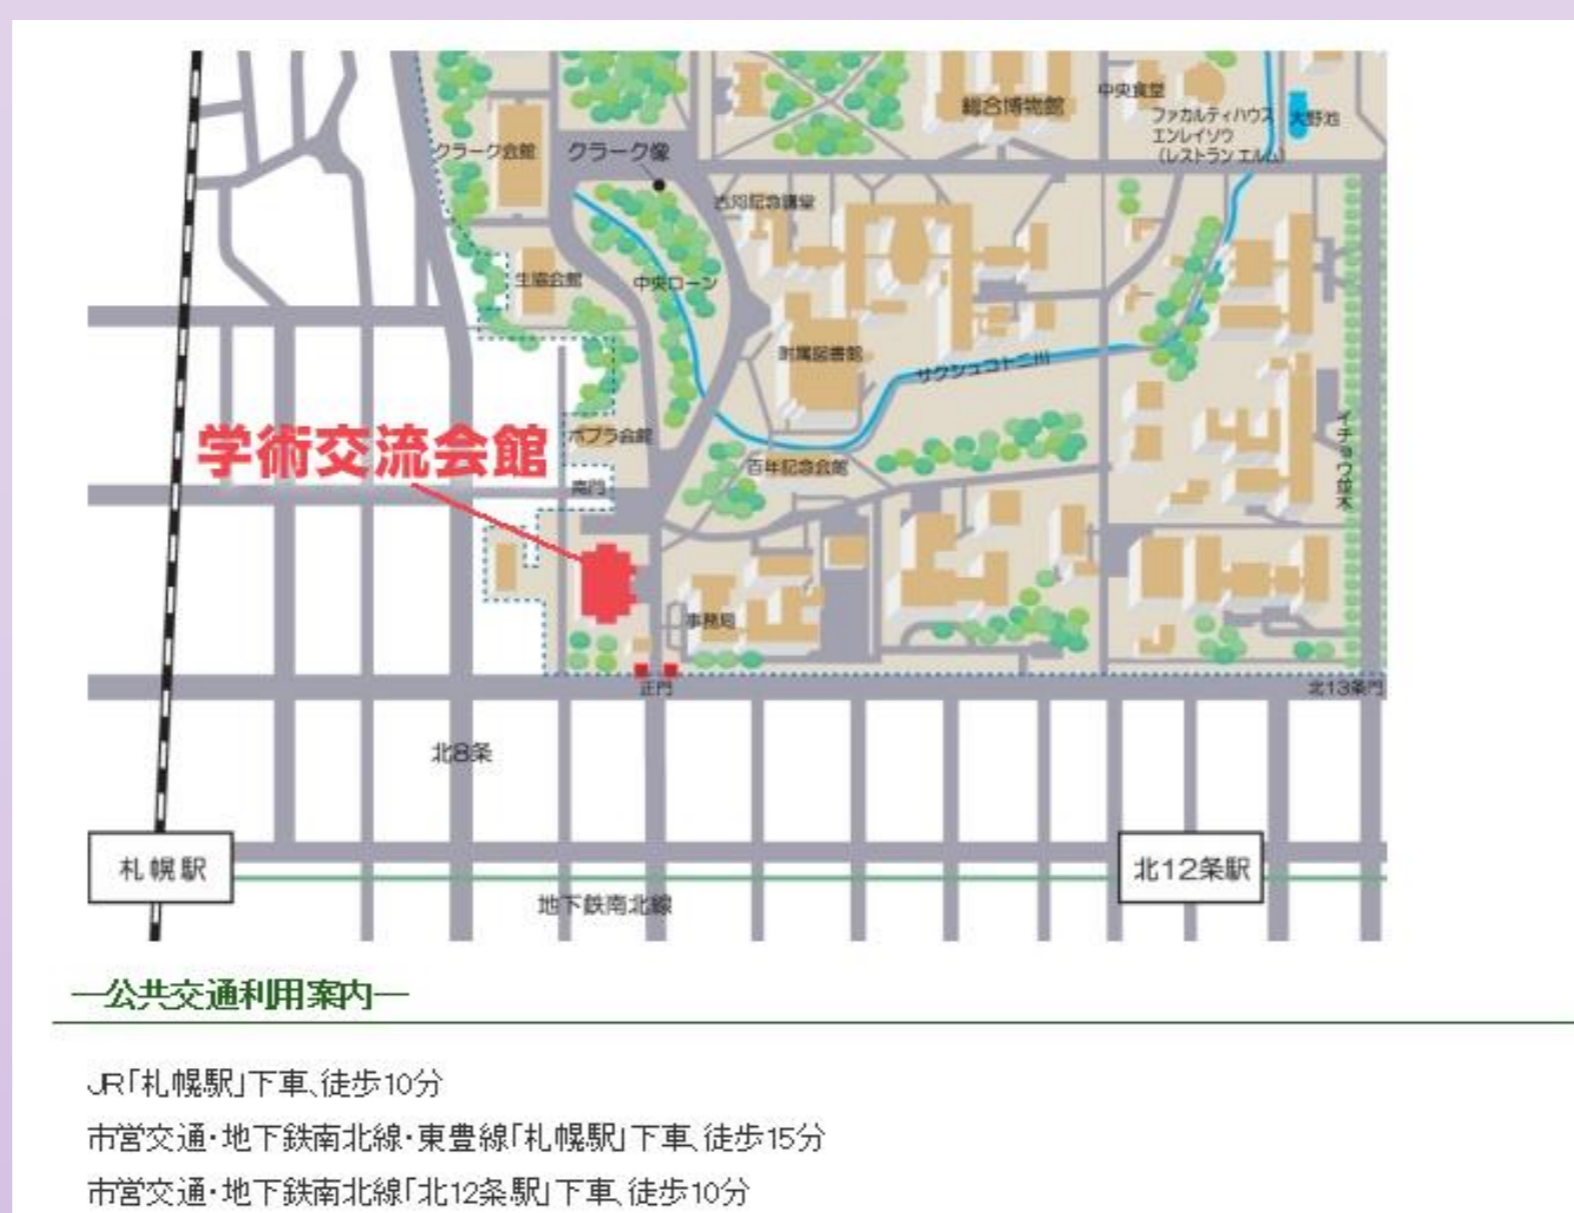 総合博物館
中央食堂
ファカルティハウス
エンレイソウ
(レストラン エルム)
大野池
クラーク会館
クラーク像
古河記念講堂
生協会館
中央ローン
附属図書館
サクシュコトニ川
学術交流会館
ポプラ会館
百年記念会館
イチョウ並木
南門
事務局
正門
北13条門
北8条
札幌駅
北12条駅
地下鉄南北線
―公共交通利用案内―
JR「札幌駅」下車、徒歩10分
市営交通・地下鉄南北線・東豊線「札幌駅」下車、徒歩15分
市営交通・地下鉄南北線「北12条駅」下車、徒歩10分